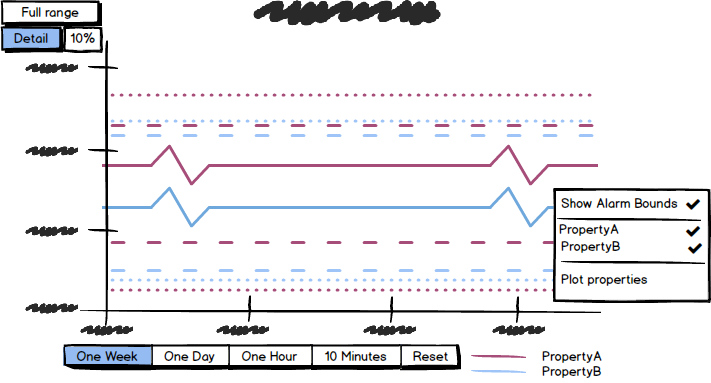 Full range
Detail 10%
Show Alarm Bounds
PropertyA
PropertyB
Plot properties
One Week One Day One Hour 10 Minutes Reset
PropertyA
PropertyB